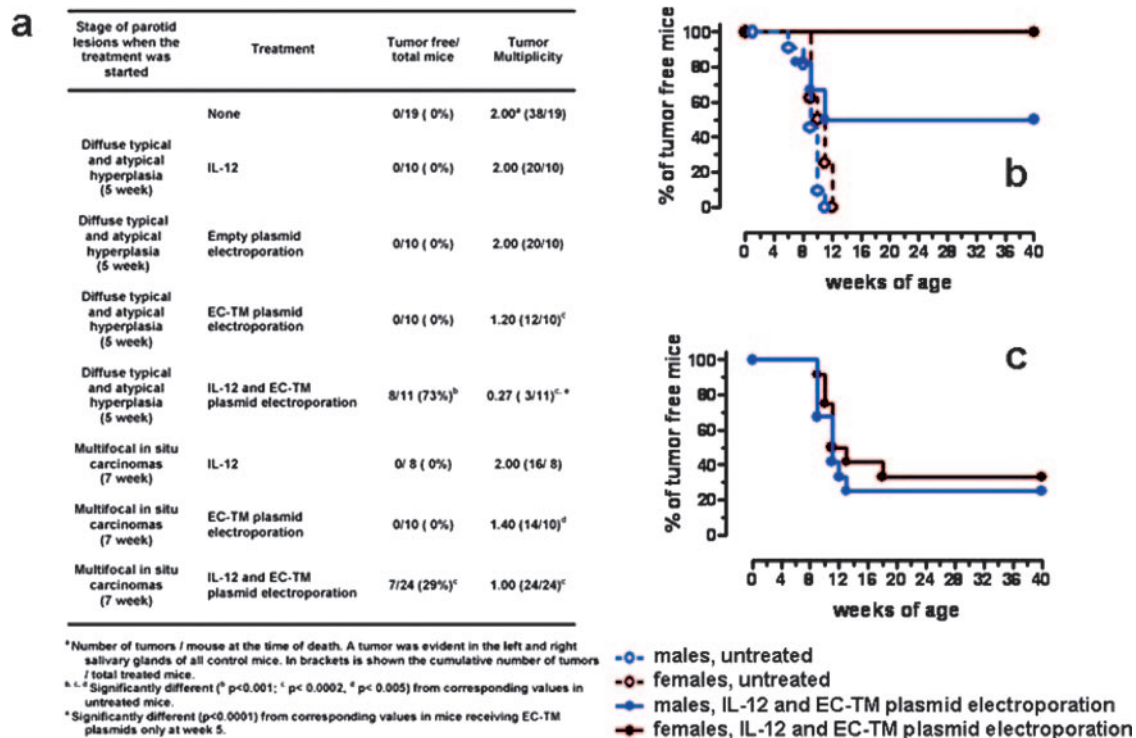 a
Stage of parotid
lesions when the
treatment was
started
Treatment
Tumor free/
total mice
Tumor
Multiplicity
None
0/19 ( 0%)
2.00ᵃ (38/19)
Diffuse typical
and atypical
hyperplasia
(5 week)
IL-12
0/10 ( 0%)
2.00 (20/10)
Diffuse typical
and atypical
hyperplasia
(5 week)
Empty plasmid
electroporation
0/10 ( 0%)
2.00 (20/10)
Diffuse typical
and atypical
hyperplasia
(5 week)
EC-TM plasmid
electroporation
0/10 ( 0%)
1.20 (12/10)ᶜ
Diffuse typical
and atypical
hyperplasia
(5 week)
IL-12 and EC-TM
plasmid electroporation
8/11 (73%)ᵇ
0.27 ( 3/11)ᶜ, *
Multifocal in situ
carcinomas
(7 week)
IL-12
0/ 8 ( 0%)
2.00 (16/ 8)
Multifocal in situ
carcinomas
(7 week)
EC-TM plasmid
electroporation
0/10 ( 0%)
1.40 (14/10)ᵈ
Multifocal in situ
carcinomas
(7 week)
IL-12 and EC-TM
plasmid electroporation
7/24 (29%)ᶜ
1.00 (24/24)ᶜ
ᵃ Number of tumors / mouse at the time of death. A tumor was evident in the left and right
salivary glands of all control mice. In brackets is shown the cumulative number of tumors
/ total treated mice.
ᵇ, ᶜ, ᵈ Significantly different (ᵇ p<0.001; ᶜ p< 0.0002, ᵈ p< 0.005) from corresponding values in
untreated mice.
* Significantly different (p<0.0001) from corresponding values in mice receiving EC-TM
plasmids only at week 5.
% of tumor free mice
100
80
60
40
20
0
b
0 4 8 12 16 20 24 28 32 36 40
weeks of age
% of tumor free mice
100
80
60
40
20
0
c
0 4 8 12 16 20 24 28 32 36 40
weeks of age
males, untreated
females, untreated
males, IL-12 and EC-TM plasmid electroporation
females, IL-12 and EC-TM plasmid electroporation